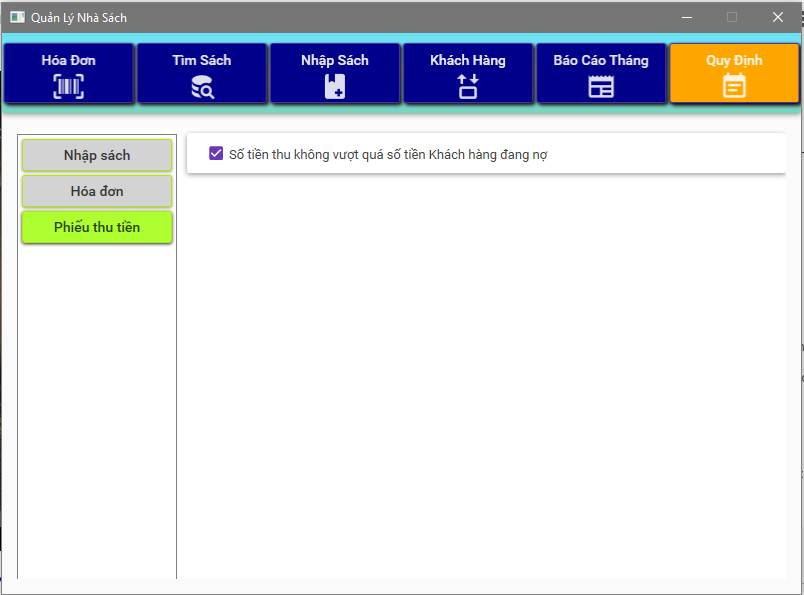 Quản Lý Nhà Sách
Hóa Đơn
Tìm Sách
Nhập Sách
Khách Hàng
Báo Cáo Tháng
Quy Định
Nhập sách
Hóa đơn
Phiếu thu tiền
Số tiền thu không vượt quá số tiền Khách hàng đang nợ